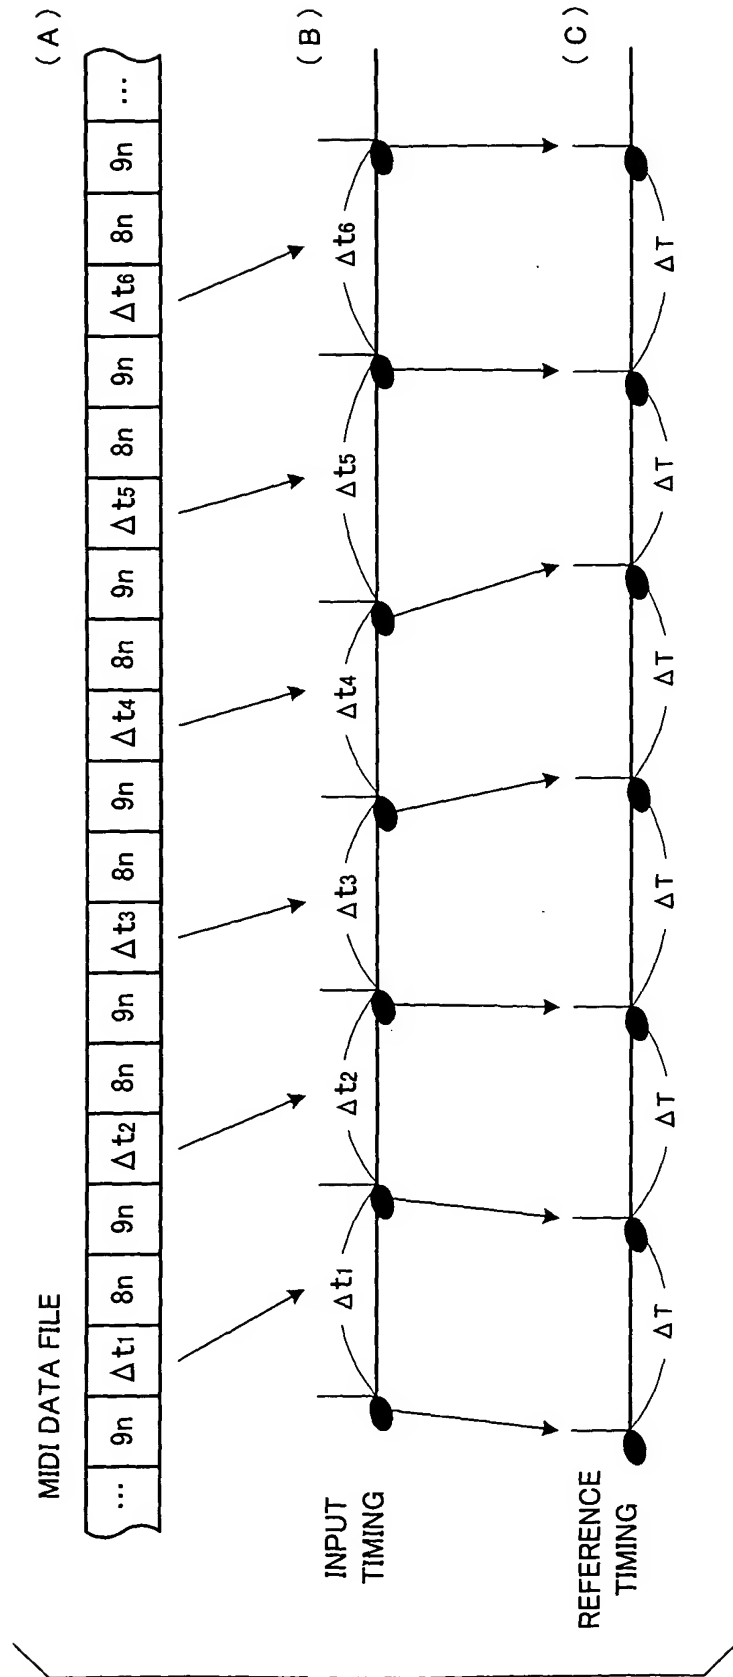 (A)
MIDI DATA FILE
... 9n Δt1 8n 9n Δt2 8n 9n Δt3 8n 9n Δt4 8n 9n Δt5 8n 9n Δt6 8n 9n ...
(B)
INPUT
TIMING
Δt1 Δt2 Δt3 Δt4 Δt5 Δt6
(C)
REFERENCE
TIMING
ΔT ΔT ΔT ΔT ΔT ΔT